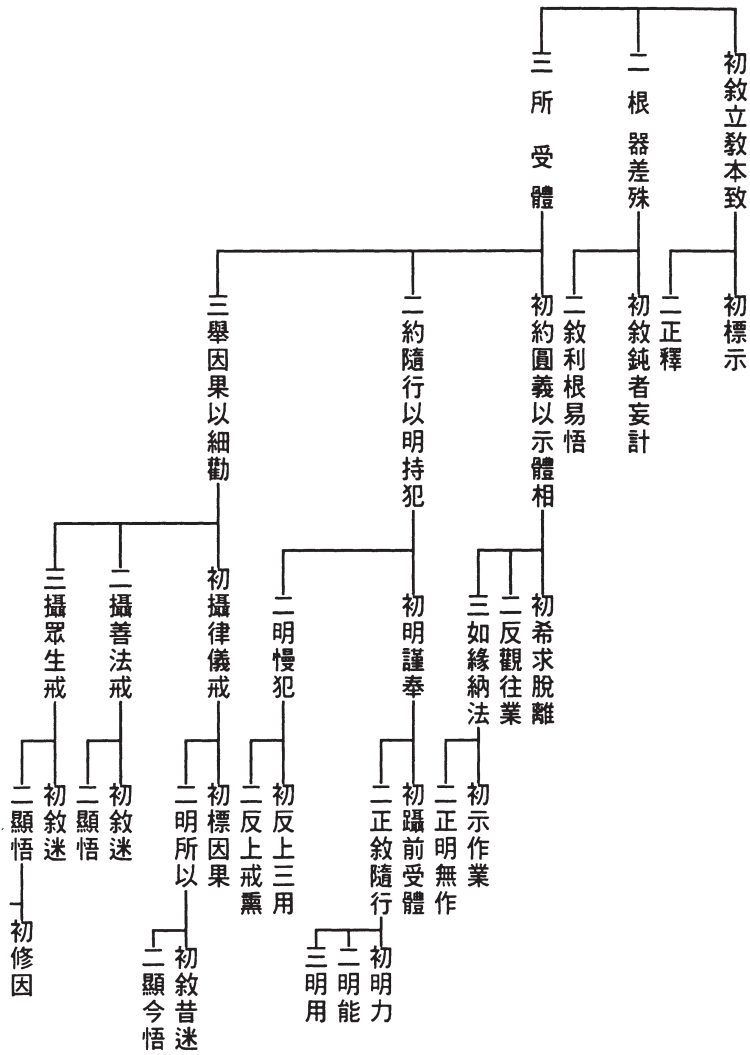 初敘立教本致
初標示
二正釋
二根器差殊
初敘鈍者妄計
二敘利根易悟
三所受體
初約圓義以示體相
初希求脫離
二反觀往業
三如緣納法
初示作業
二正明無作
二約隨行以明持犯
初明謹奉
初躡前受體
二正敘隨行
初明力
二明能
三明用
二明慢犯
初反上三用
二反上戒熏
三舉因果以細勸
初攝律儀戒
初標因果
二明所以
初敘昔迷
二顯今悟
二攝善法戒
初敘迷
二顯悟
三攝眾生戒
初敘迷
二顯悟
初修因